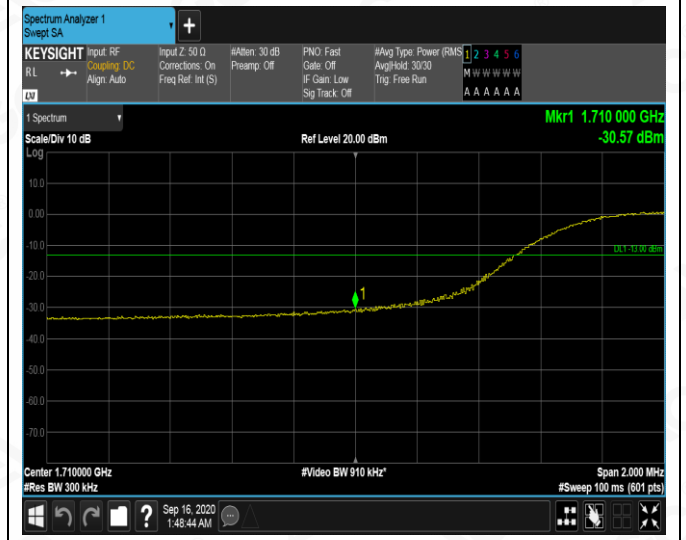 Spectrum Analyzer 1
Swept SA
+
KEYSIGHT
RL
LXI
Input: RF
Coupling: DC
Align: Auto
Input Z: 50 Ω
Corrections: On
Freq Ref: Int (S)
#Atten: 30 dB
Preamp: Off
PNO: Fast
Gate: Off
IF Gain: Low
Sig Track: Off
#Avg Type: Power (RMS
Avg|Hold: 30/30
Trig: Free Run
1 2 3 4 5 6
M W W W W W
A A A A A A
1 Spectrum
Mkr1 1.710 000 GHz
Scale/Div 10 dB
Ref Level 20.00 dBm
-30.57 dBm
Log
10.0
0.00
-10.0
DL1 -13.00 dBm
-20.0
1
-30.0
-40.0
-50.0
-60.0
-70.0
Center 1.710000 GHz
#Video BW 910 kHz*
Span 2.000 MHz
#Res BW 300 kHz
#Sweep 100 ms (601 pts)
?
Sep 16, 2020
1:48:44 AM